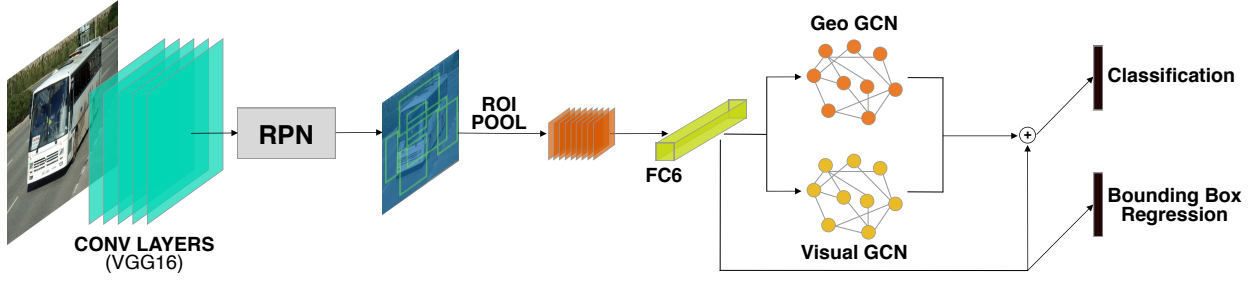 Geo GCN
Classification
ROI
POOL
RPN
FC6
Bounding Box
Regression
CONV LAYERS
(VGG16)
Visual GCN
+